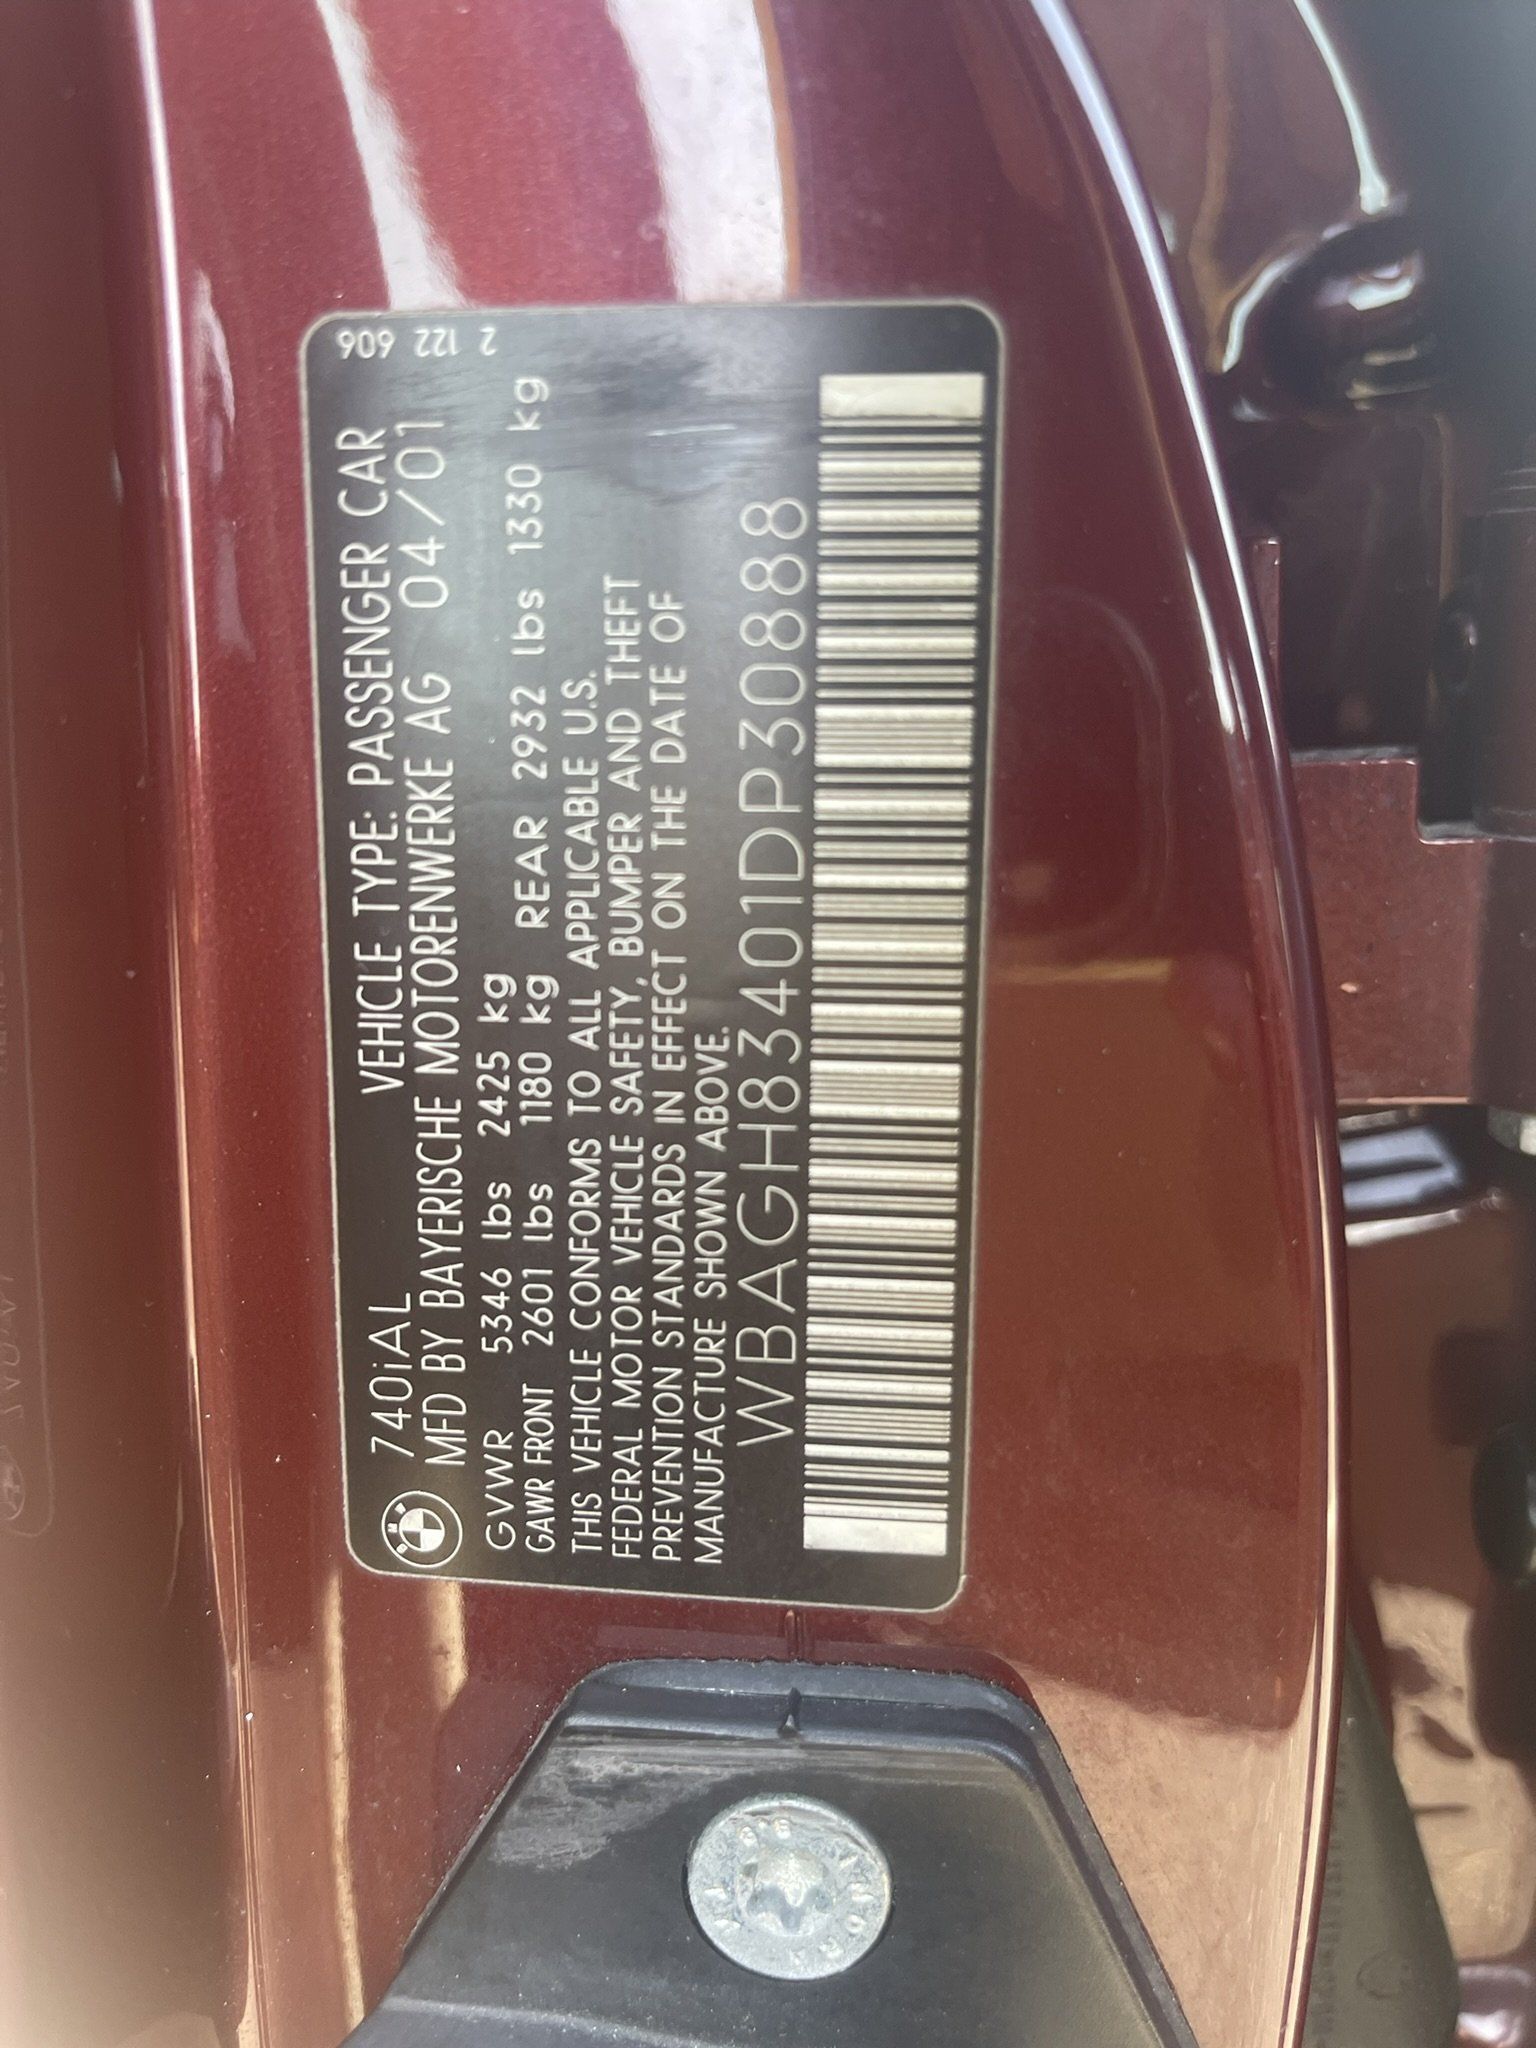 740iAL VEHICLE TYPE: PASSENGER CAR
MFD BY BAYERISCHE MOTORENWERKE AG 04/01
GVWR 5346 lbs 2425 kg
GAWR FRONT 2601 lbs 1180 kg REAR 2932 lbs 1330 kg
THIS VEHICLE CONFORMS TO ALL APPLICABLE U.S.
FEDERAL MOTOR VEHICLE SAFETY, BUMPER AND THEFT
PREVENTION STANDARDS IN EFFECT ON THE DATE OF
MANUFACTURE SHOWN ABOVE.
WBAGH83401DP30888
2 122 606
BMW